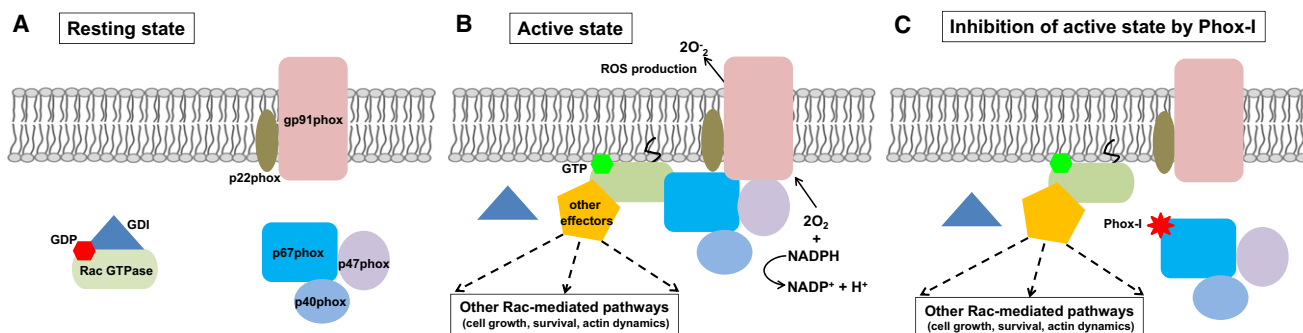 A
Resting state
gp91phox
p22phox
GDP
GDI
Rac GTPase
p67phox
p47phox
p40phox
B
Active state
2O⁻₂
ROS production
GTP
other
effectors
2O₂
+
NADPH
NADP⁺ + H⁺
Other Rac-mediated pathways
(cell growth, survival, actin dynamics)
C
Inhibition of active state by Phox-I
Phox-I
Other Rac-mediated pathways
(cell growth, survival, actin dynamics)